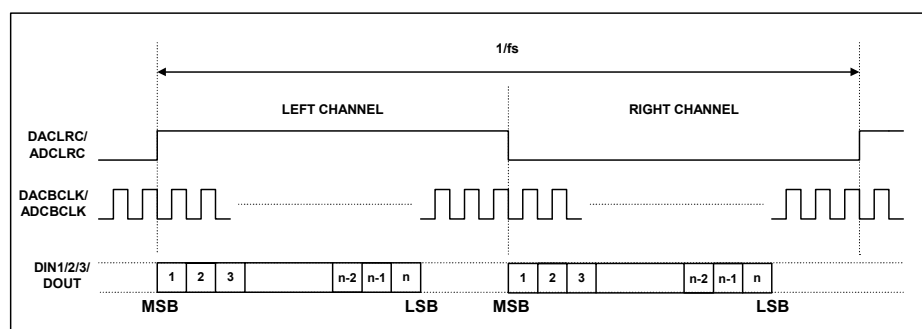 1/fs
LEFT CHANNEL
RIGHT CHANNEL
DACLRC/
ADCLRC
DACBCLK/
ADCBCLK
DIN1/2/3/
DOUT
1 2 3 n-2 n-1 n 1 2 3 n-2 n-1 n
MSB LSB MSB LSB